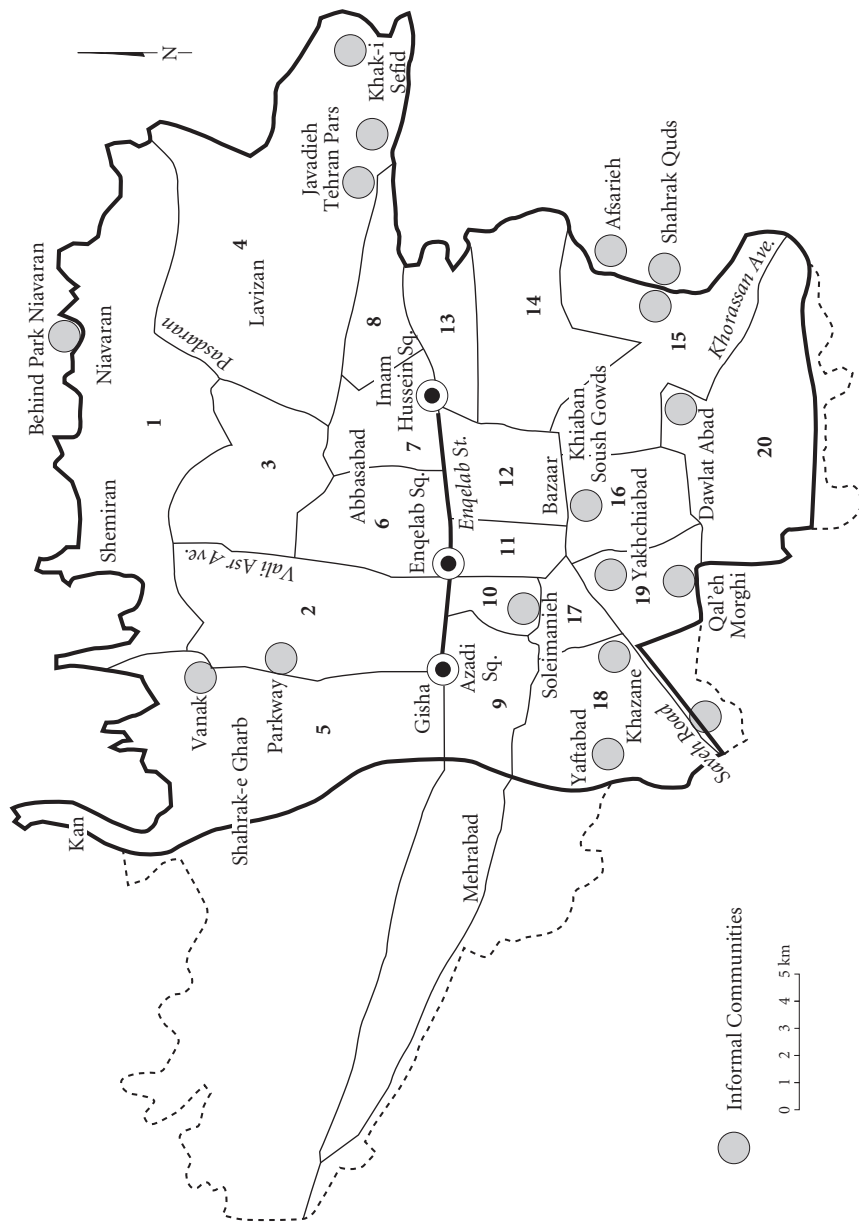 N
Behind Park Niavaran
Niavaran
Shemiran
Kan
1
Pasdaran
4
Lavizan
Javadieh
Tehran Pars
Khak-i
Sefid
3
Vali Asr Ave.
2
Vanak
Parkway
Shahrak-e Gharb
5
Abbasabad
6
8
Imam
Hussein Sq.
7
13
Enqelab Sq.
Enqelab St.
Gisha
Azadi
Sq.
9
10
11
12
Bazaar
14
Mehrabad
Soleimanieh
17
Khiaban
Soush Gowds
16
Afsarieh
Shahrak Quds
15
Khorassan Ave.
Yaftabad
18
Khazane
19
Yakhchiabad
Dawlat Abad
20
Qal'eh
Morghi
Saveh Road
Informal Communities
0 1 2 3 4 5 km